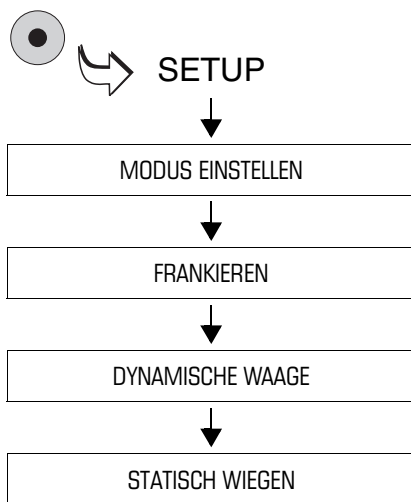 SETUP
MODUS EINSTELLEN
FRANKIEREN
DYNAMISCHE WAAGE
STATISCH WIEGEN